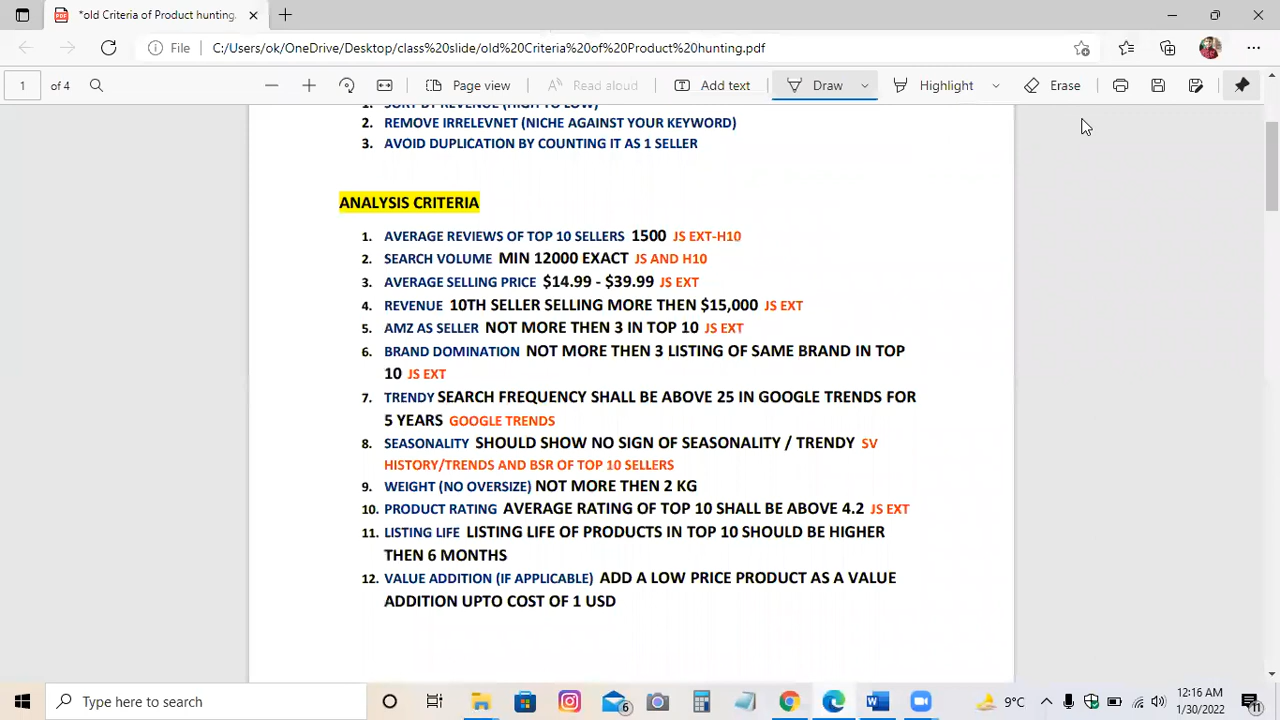 *old Criteria of Product hunting.
File
C:/Users/ok/OneDrive/Desktop/class%20slide/old%20Criteria%20of%20Product%20hunting.pdf
1 of 4
Page view
Read aloud
Add text
Draw
Highlight
Erase
1. SORT BY REVENUE (HIGH TO LOW)
2. REMOVE IRRELEVNET (NICHE AGAINST YOUR KEYWORD)
3. AVOID DUPLICATION BY COUNTING IT AS 1 SELLER
ANALYSIS CRITERIA
1. AVERAGE REVIEWS OF TOP 10 SELLERS 1500 JS EXT-H10
2. SEARCH VOLUME MIN 12000 EXACT JS AND H10
3. AVERAGE SELLING PRICE $14.99 - $39.99 JS EXT
4. REVENUE 10TH SELLER SELLING MORE THEN $15,000 JS EXT
5. AMZ AS SELLER NOT MORE THEN 3 IN TOP 10 JS EXT
6. BRAND DOMINATION NOT MORE THEN 3 LISTING OF SAME BRAND IN TOP
10 JS EXT
7. TRENDY SEARCH FREQUENCY SHALL BE ABOVE 25 IN GOOGLE TRENDS FOR
5 YEARS GOOGLE TRENDS
8. SEASONALITY SHOULD SHOW NO SIGN OF SEASONALITY / TRENDY SV
HISTORY/TRENDS AND BSR OF TOP 10 SELLERS
9. WEIGHT (NO OVERSIZE) NOT MORE THEN 2 KG
10. PRODUCT RATING AVERAGE RATING OF TOP 10 SHALL BE ABOVE 4.2 JS EXT
11. LISTING LIFE LISTING LIFE OF PRODUCTS IN TOP 10 SHOULD BE HIGHER
THEN 6 MONTHS
12. VALUE ADDITION (IF APPLICABLE) ADD A LOW PRICE PRODUCT AS A VALUE
ADDITION UPTO COST OF 1 USD
Type here to search
6
9°C
12:16 AM
1/30/2022
11